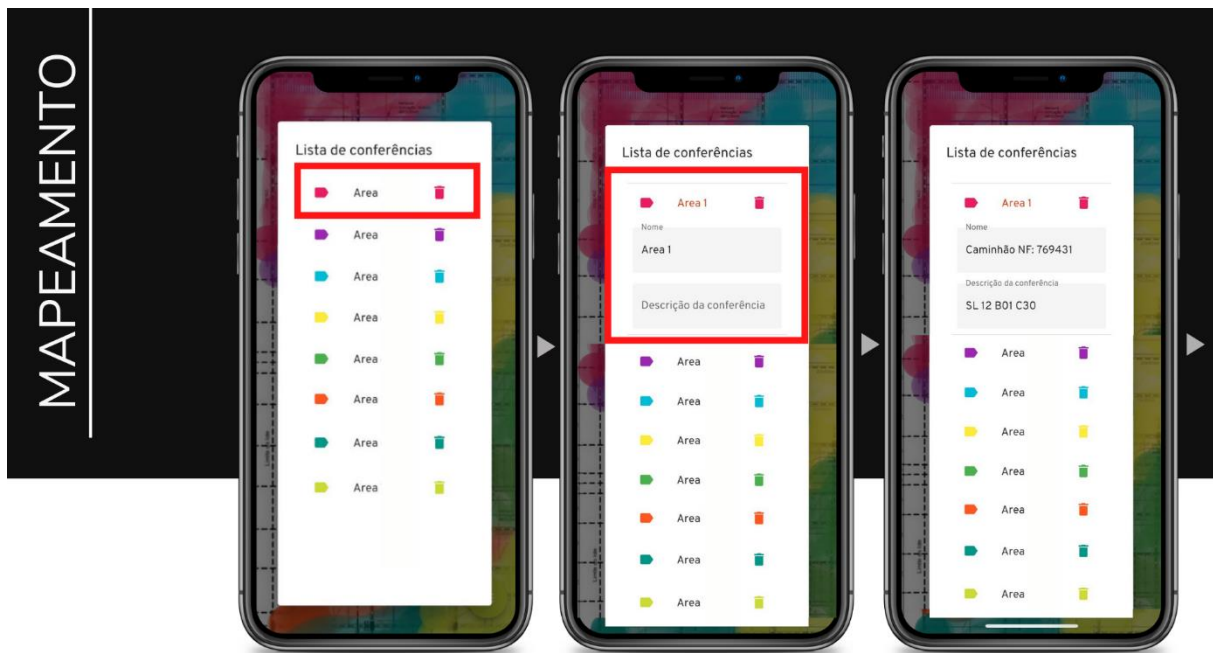 MAPEAMENTO
Lista de conferências
Area
Area
Area
Area
Area
Area
Area
Area
Lista de conferências
Area 1
Nome
Area 1
Descrição da conferência
Area
Area
Area
Area
Area
Area
Area
Lista de conferências
Area 1
Nome
Caminhão NF: 769431
Descrição da conferência
SL 12 B01 C30
Area
Area
Area
Area
Area
Area
Area